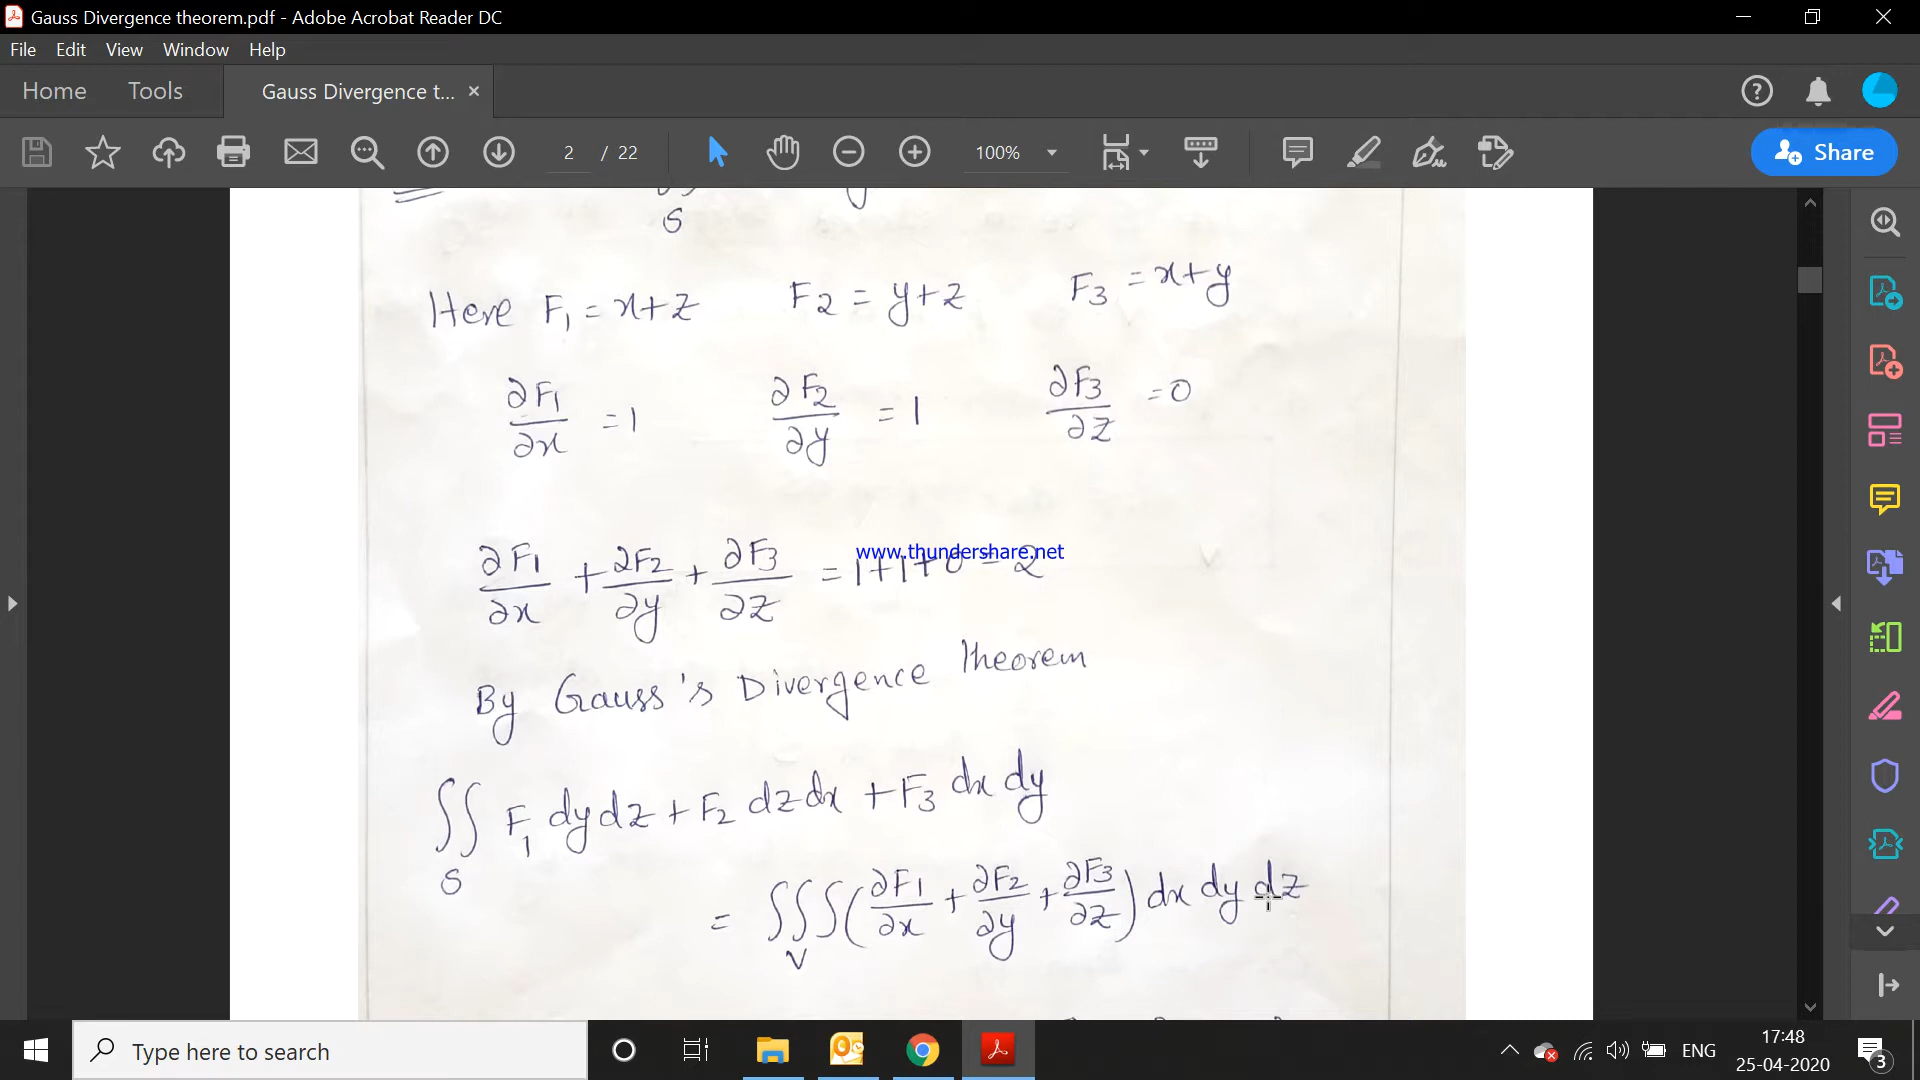 Gauss Divergence theorem.pdf - Adobe Acrobat Reader DC
File Edit View Window Help
Home Tools Gauss Divergence t... ×
2 / 22 100% Share
S
Here F₁ = x+z F₂ = y+z F₃ = x+y
∂F₁/∂x = 1 ∂F₂/∂y = 1 ∂F₃/∂z = 0
www.thundershare.net
∂F₁/∂x + ∂F₂/∂y + ∂F₃/∂z = 1+1+0 = 2
By Gauss's Divergence Theorem
∬ F₁ dydz + F₂ dzdx + F₃ dx dy
S
= ∭ (∂F₁/∂x + ∂F₂/∂y + ∂F₃/∂z) dx dy dz
V
Type here to search
ENG 17:48
25-04-2020 3